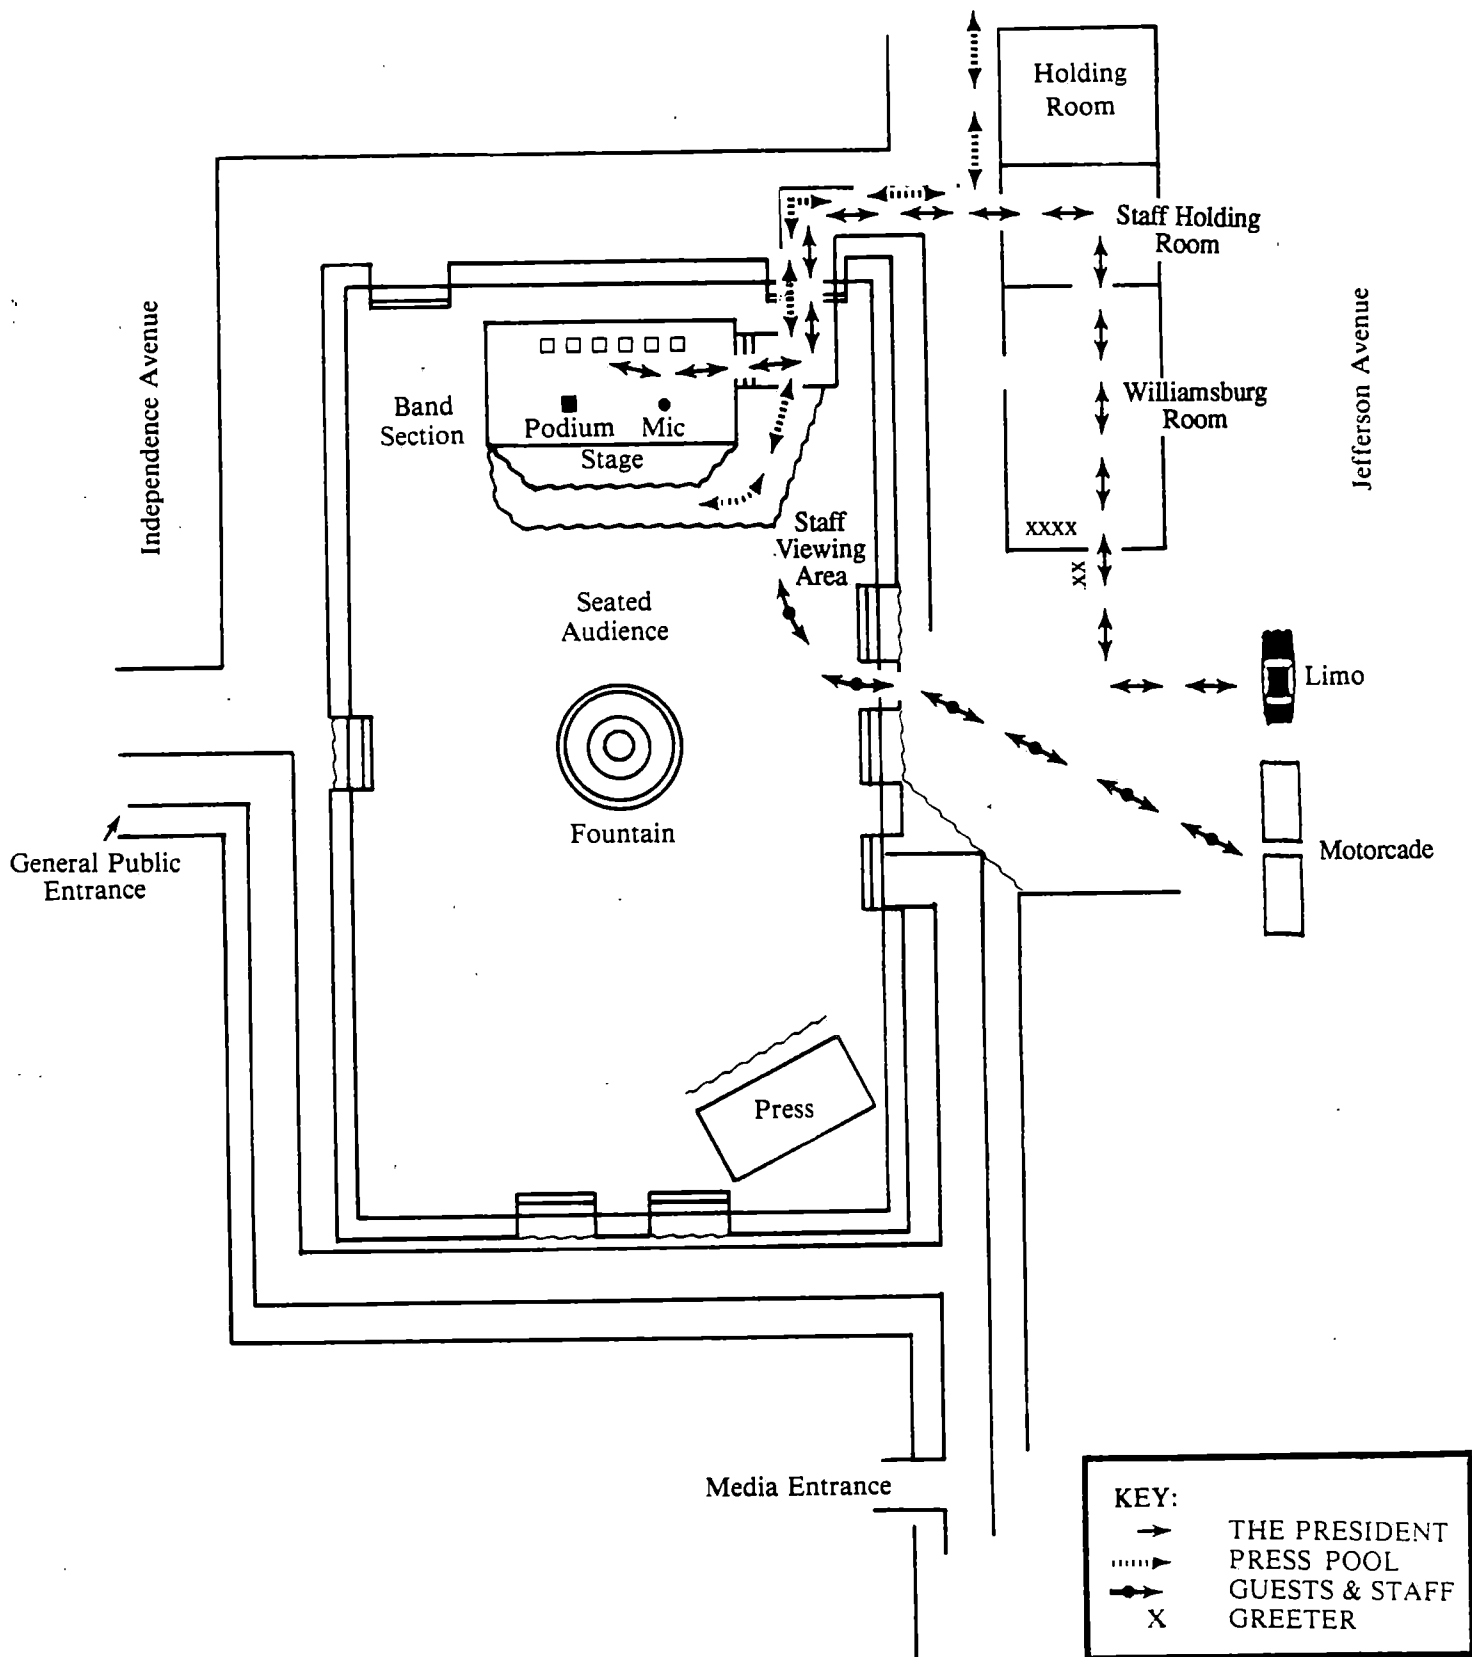 Holding
Room
Staff Holding
Room
Independence Avenue
Jefferson Avenue
Williamsburg
Room
Band
Section
Podium
Mic
Stage
xxxx
xx
Staff
Viewing
Area
Seated
Audience
Limo
Fountain
Motorcade
General Public
Entrance
Press
Media Entrance
KEY:
THE PRESIDENT
PRESS POOL
GUESTS & STAFF
X GREETER